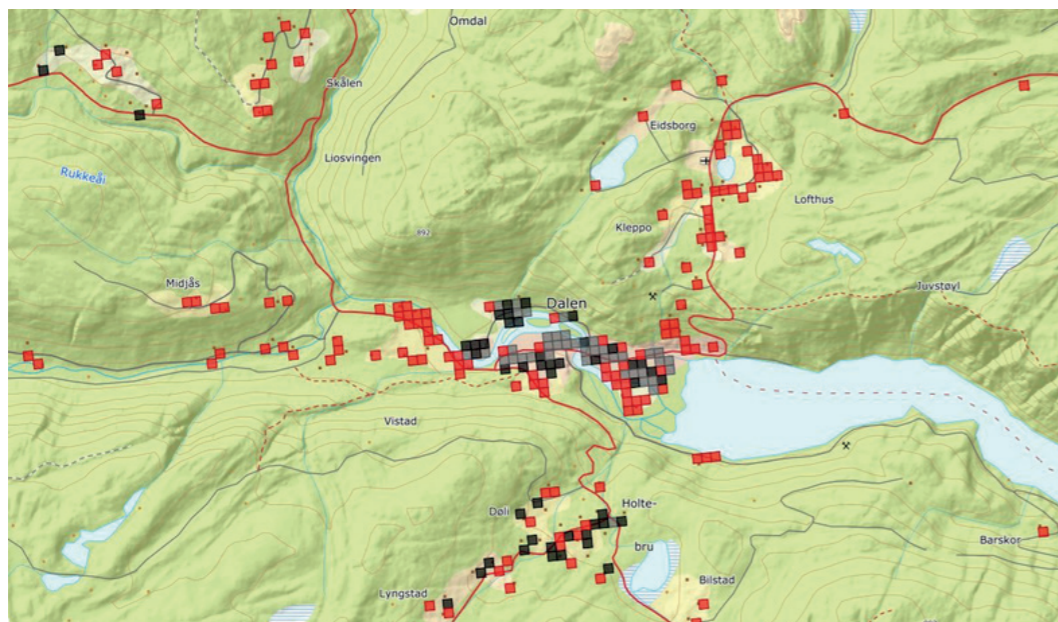 Omdal
Skålen
Eidsborg
Liosvingen
Rukkeåi
Lofthus
Kleppo
892
Midjås
Juvstøyl
Dalen
Vistad
Døli
Holte-
bru
Barskor
Bilstad
Lyngstad